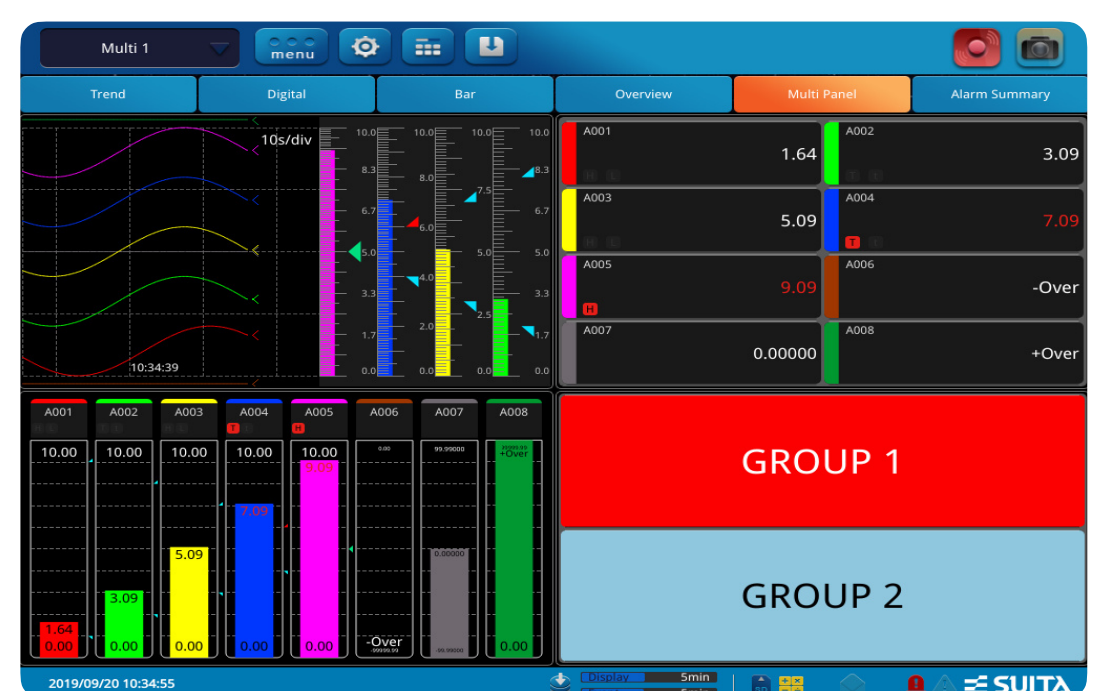 Multi 1
menu
Trend Digital Bar Overview Multi Panel Alarm Summary
10s/div
10.0 10.0 10.0 10.0
8.3 8.0 7.5 8.3
6.7 6.0 6.7
5.0 5.0 5.0
3.3 4.0 2.5 3.3
1.7 2.0 1.7
0.0 0.0 0.0 0.0
10:34:39
A001 1.64 H L
A002 3.09
A003 5.09 H L
A004 7.09 T
A005 9.09 H
A006 -Over
A007 0.00000
A008 +Over
A001 A002 A003 A004 A005 A006 A007 A008
H L T H
10.00 10.00 10.00 10.00 10.00 0.00 99.99000
+Over
9.09
7.09
5.09 0.00000
3.09
1.64
-Over
0.00 0.00 0.00 0.00 0.00 -99.99000 0.00
GROUP 1
GROUP 2
2019/09/20 10:34:55
Display 5min
SUITA